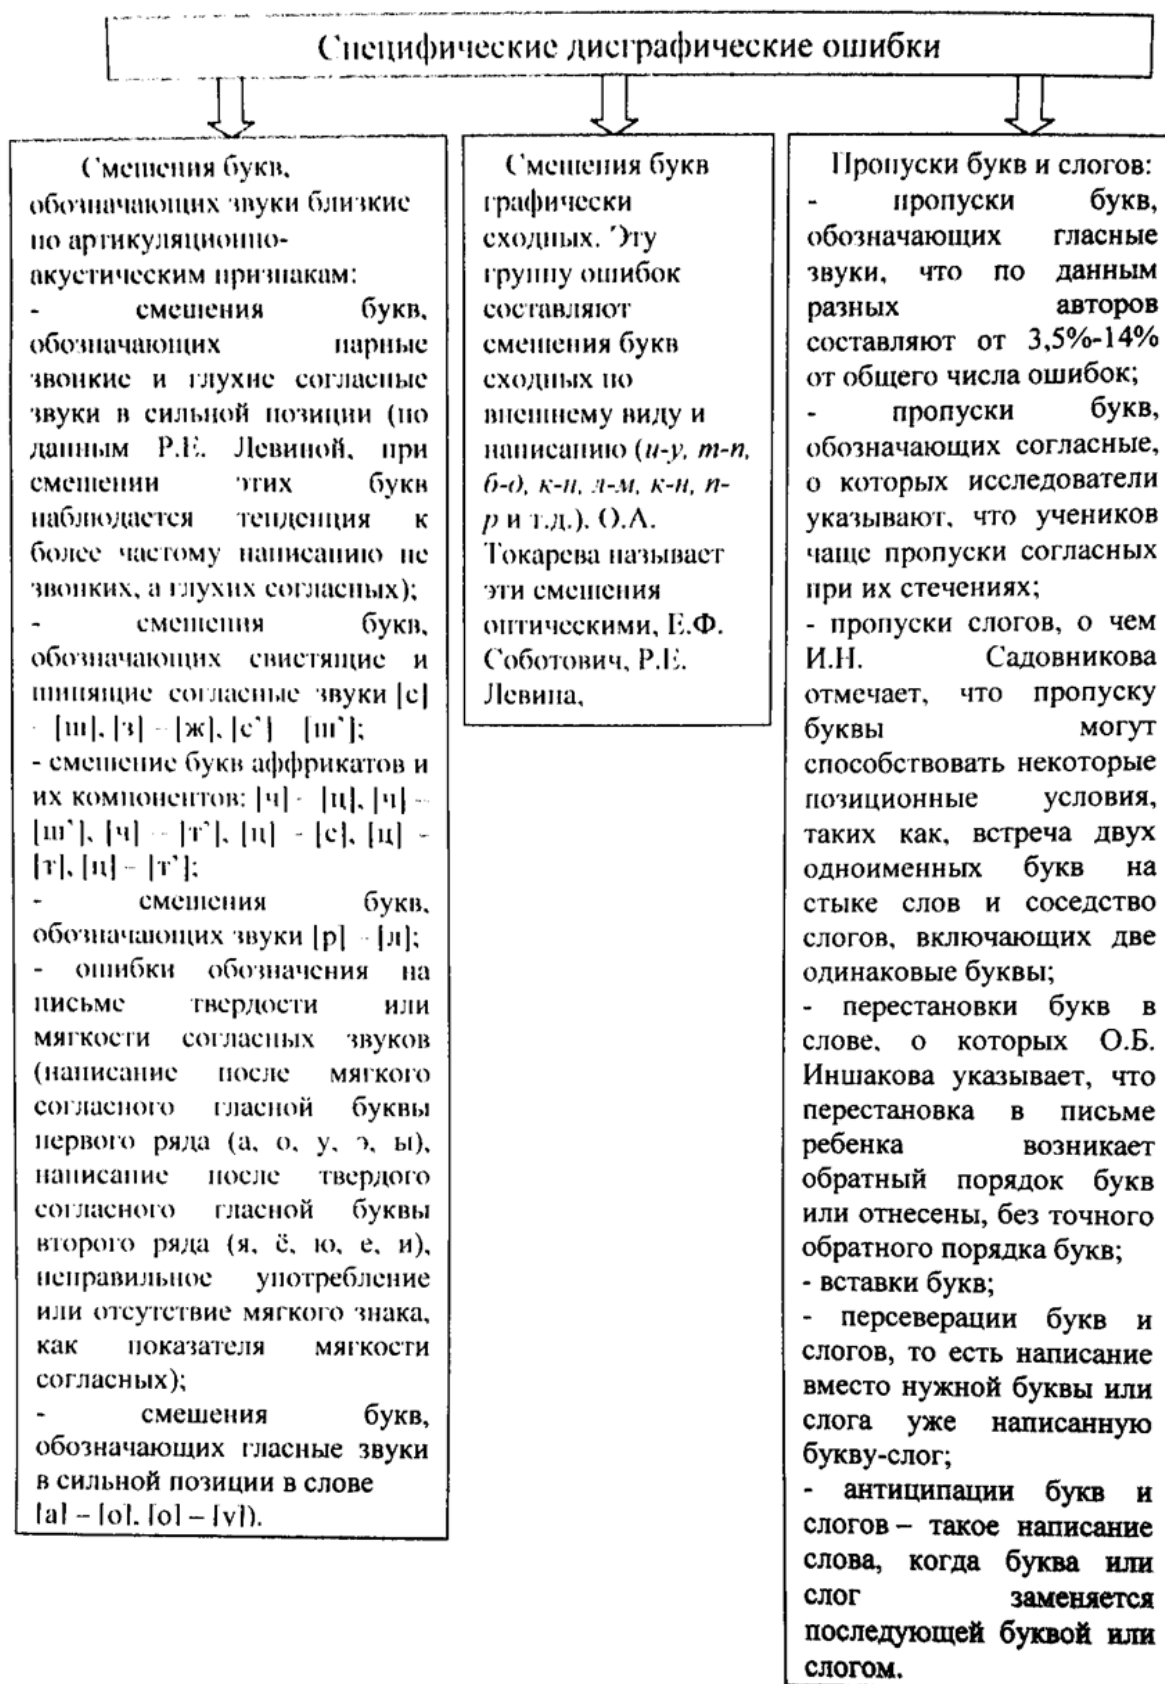 Специфические дисграфические ошибки
Смешения букв,
обозначающих звуки близкие
по артикуляционно-
акустическим признакам:
- смешения букв,
обозначающих парные
звонкие и глухие согласные
звуки в сильной позиции (по
данным Р.Е. Левиной, при
смешении этих букв
наблюдается тенденция к
более частому написанию не
звонких, а глухих согласных);
- смешения букв,
обозначающих свистящие и
шипящие согласные звуки [с]
- [ш], [з] - [ж], [с`] [ш`];
- смешение букв аффрикатов и
их компонентов: [ч] - [ц], [ч] -
[ш`], [ч] - [т`], [ц] - [с], [ц] -
[т], [ц] - [т`];
- смешения букв,
обозначающих звуки [р] - [л];
- ошибки обозначения на
письме твердости или
мягкости согласных звуков
(написание после мягкого
согласного гласной буквы
первого ряда (а, о, у, э, ы),
написание после твердого
согласного гласной буквы
второго ряда (я, ё, ю, е, и),
неправильное употребление
или отсутствие мягкого знака,
как показателя мягкости
согласных);
- смешения букв,
обозначающих гласные звуки
в сильной позиции в слове
[а] – [о], [о] – [у]).
Смешения букв
графически
сходных. Эту
группу ошибок
составляют
смешения букв
сходных по
внешнему виду и
написанию (и-у, т-п,
б-д, к-н, л-м, к-н, п-
р и т.д.). О.А.
Токарева называет
эти смешения
оптическими, Е.Ф.
Соботович, Р.Е.
Левина,
Пропуски букв и слогов:
- пропуски букв,
обозначающих гласные
звуки, что по данным
разных авторов
составляют от 3,5%-14%
от общего числа ошибок;
- пропуски букв,
обозначающих согласные,
о которых исследователи
указывают, что учеников
чаще пропуски согласных
при их стечениях;
- пропуски слогов, о чем
И.Н. Садовникова
отмечает, что пропуску
буквы могут
способствовать некоторые
позиционные условия,
таких как, встреча двух
одноименных букв на
стыке слов и соседство
слогов, включающих две
одинаковые буквы;
- перестановки букв в
слове, о которых О.Б.
Иншакова указывает, что
перестановка в письме
ребенка возникает
обратный порядок букв
или отнесены, без точного
обратного порядка букв;
- вставки букв;
- персеверации букв и
слогов, то есть написание
вместо нужной буквы или
слога уже написанную
букву-слог;
- антиципации букв и
слогов – такое написание
слова, когда буква или
слог заменяется
последующей буквой или
слогом.